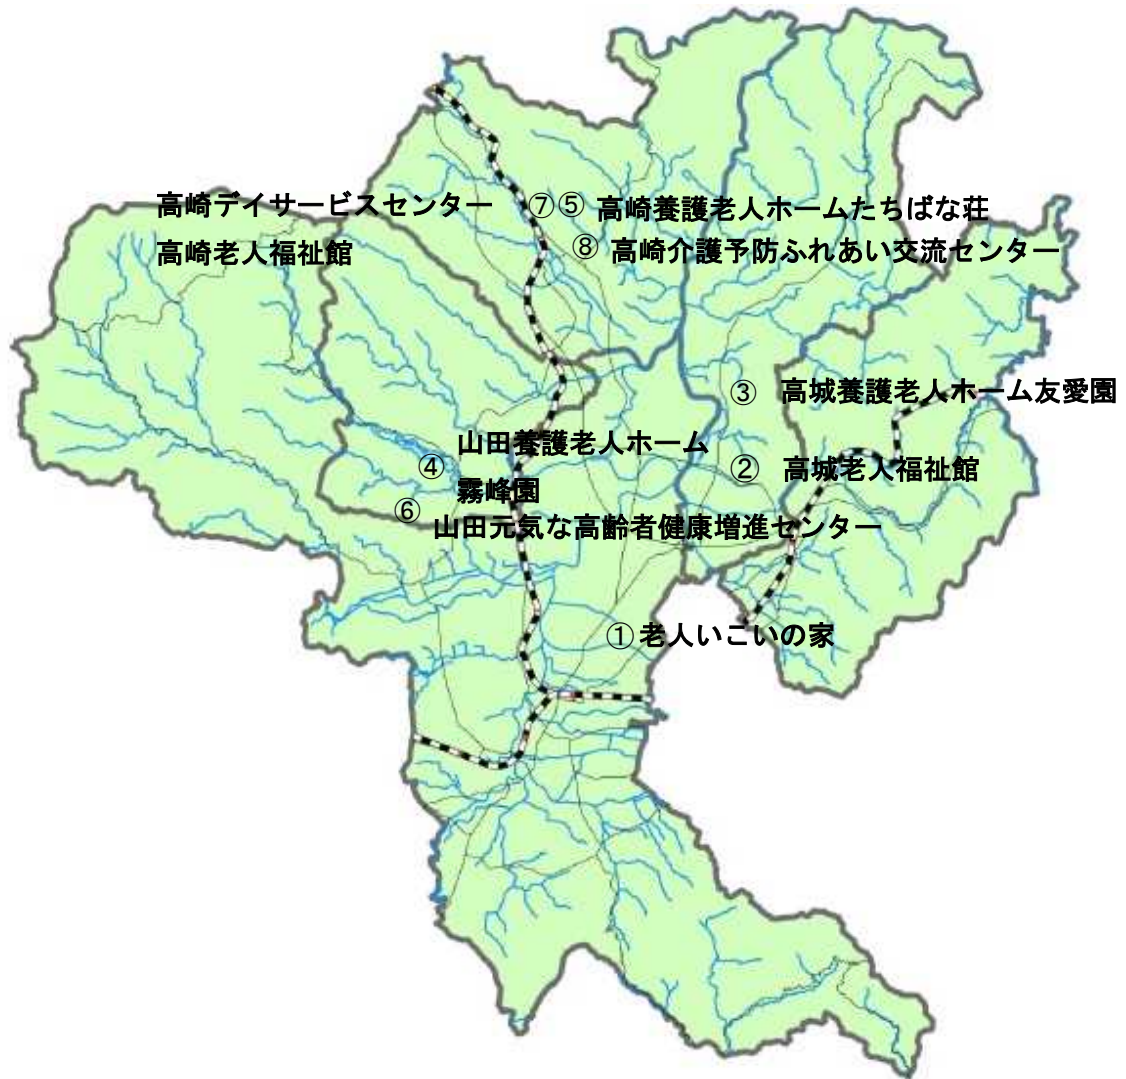 高崎デイサービスセンター ⑦⑤ 高崎養護老人ホームたちばな荘
高崎老人福祉館 ⑧ 高崎介護予防ふれあい交流センター
③ 高城養護老人ホーム友愛園
山田養護老人ホーム
④ ② 高城老人福祉館
霧峰園
⑥ 山田元気な高齢者健康増進センター
① 老人いこいの家